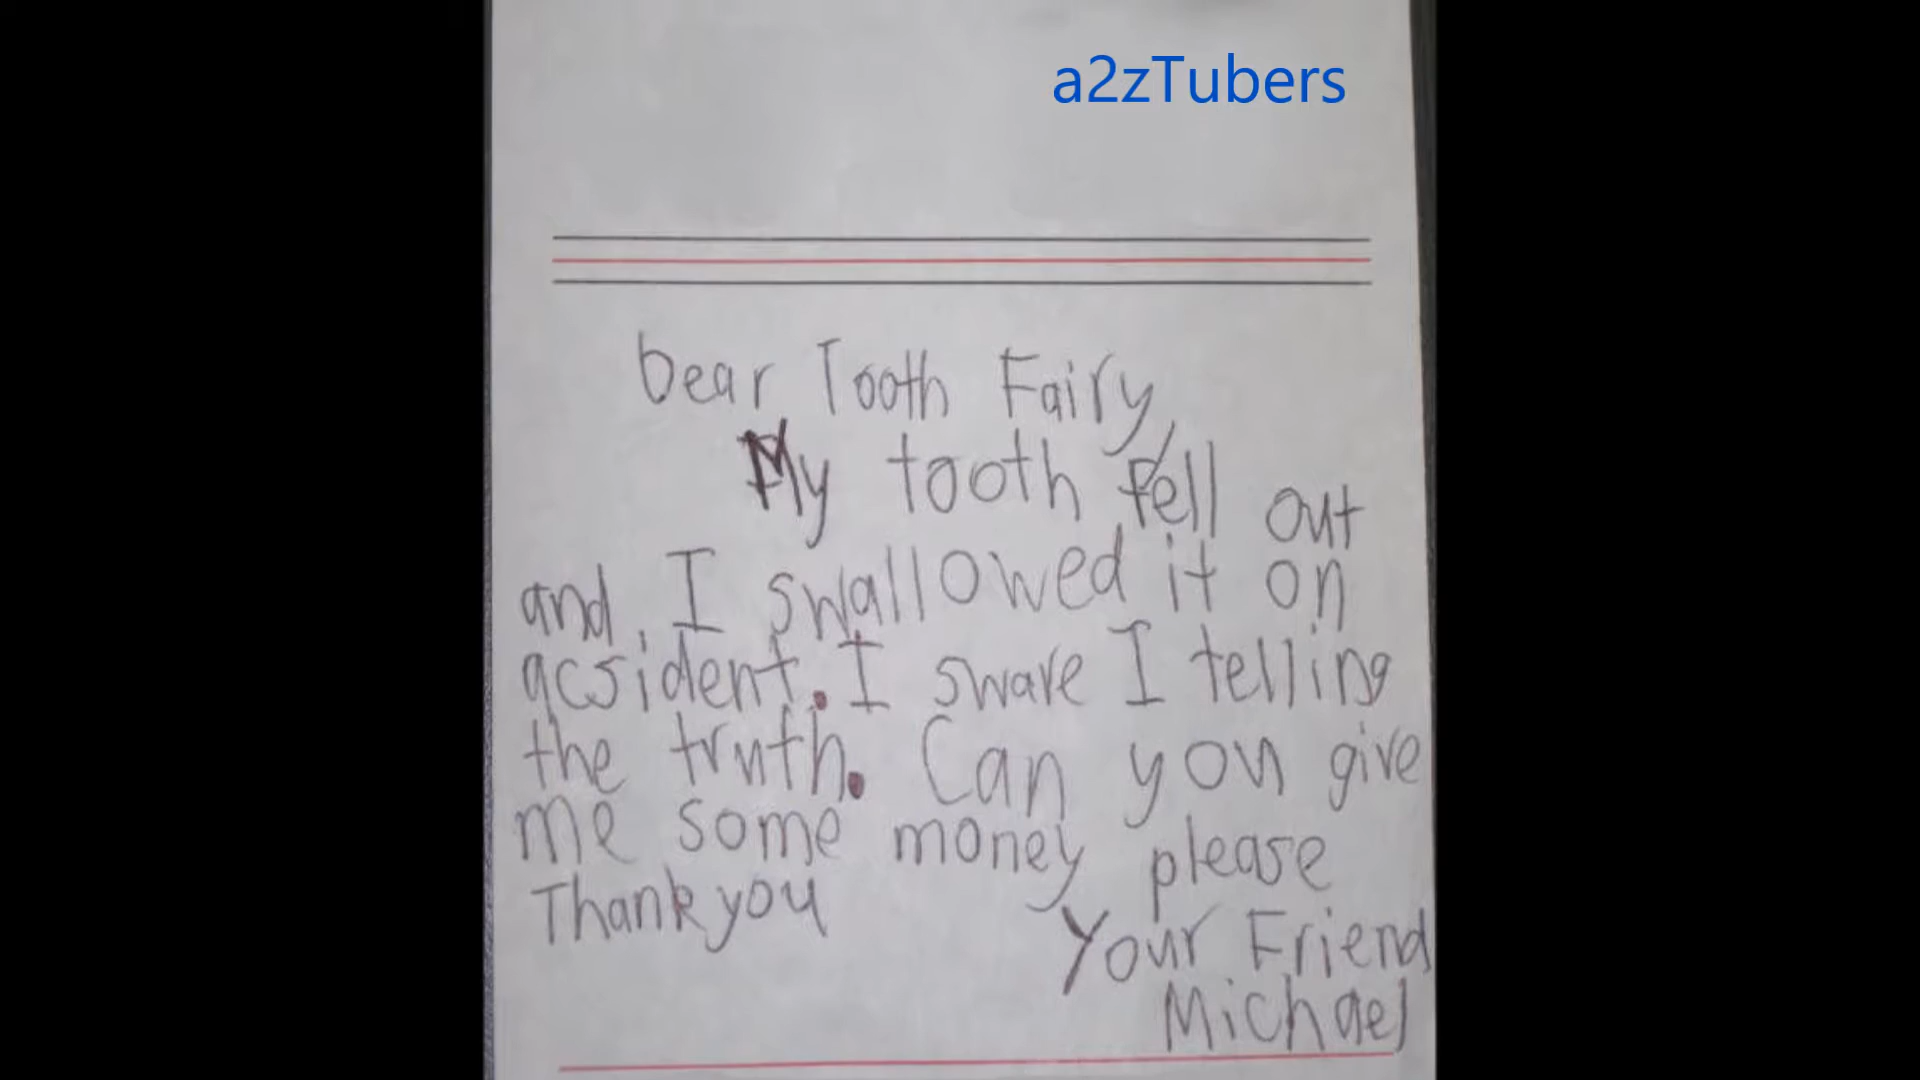 a2zTubers
Dear Tooth Fairy,
My tooth fell out
and, I swallowed it on
acsident. I sware I telling
the truth. Can you give
me some money please
Thank you
Your Friend
Michael